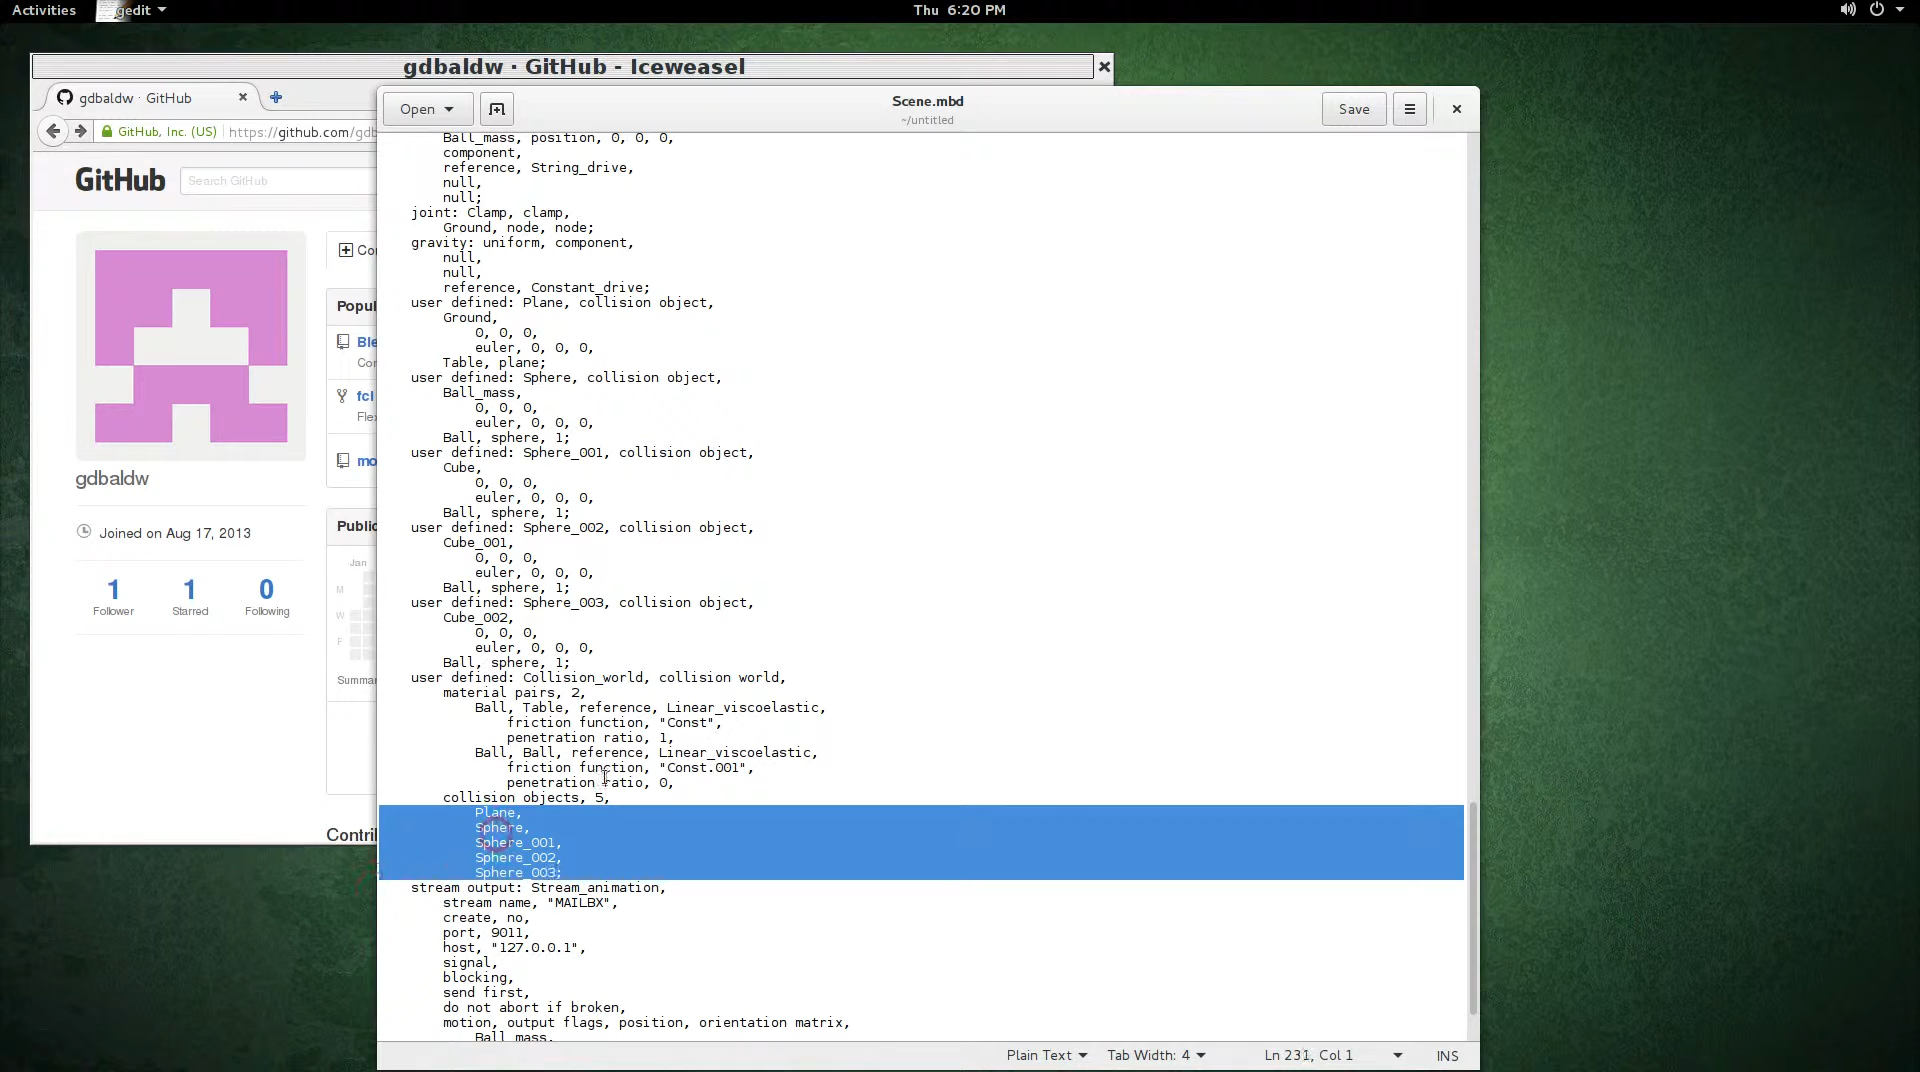 Activities
gedit
Thu 6:20 PM
gdbaldw · GitHub - Iceweasel
gdbaldw · GitHub
GitHub, Inc. (US)
https://github.com/gdb
GitHub
Search GitHub
gdbaldw
Joined on Aug 17, 2013
1
1
0
Follower
Starred
Following
Popul
Ble
fcl
mo
Public
Jan
M
W
F
Contril
Open
Scene.mbd
~/untitled
Save
Ball_mass, position, 0, 0, 0,
component,
reference, String_drive,
null,
null;
joint: Clamp, clamp,
Ground, node, node;
gravity: uniform, component,
null,
null,
reference, Constant_drive;
user defined: Plane, collision object,
Ground,
0, 0, 0,
euler, 0, 0, 0,
Table, plane;
user defined: Sphere, collision object,
Ball_mass,
0, 0, 0,
euler, 0, 0, 0,
Ball, sphere, 1;
user defined: Sphere_001, collision object,
Cube,
0, 0, 0,
euler, 0, 0, 0,
Ball, sphere, 1;
user defined: Sphere_002, collision object,
Cube_001,
0, 0, 0,
euler, 0, 0, 0,
Ball, sphere, 1;
user defined: Sphere_003, collision object,
Cube_002,
0, 0, 0,
euler, 0, 0, 0,
Ball, sphere, 1;
user defined: Collision_world, collision world,
material pairs, 2,
Ball, Table, reference, Linear_viscoelastic,
friction function, "Const",
penetration ratio, 1,
Ball, Ball, reference, Linear_viscoelastic,
friction function, "Const.001",
penetration ratio, 0,
collision objects, 5,
Plane,
Sphere,
Sphere_001,
Sphere_002,
Sphere_003;
stream output: Stream_animation,
stream name, "MAILBX",
create, no,
port, 9011,
host, "127.0.0.1",
signal,
blocking,
send first,
do not abort if broken,
motion, output flags, position, orientation matrix,
Ball_mass,
Plain Text
Tab Width: 4
Ln 231, Col 1
INS